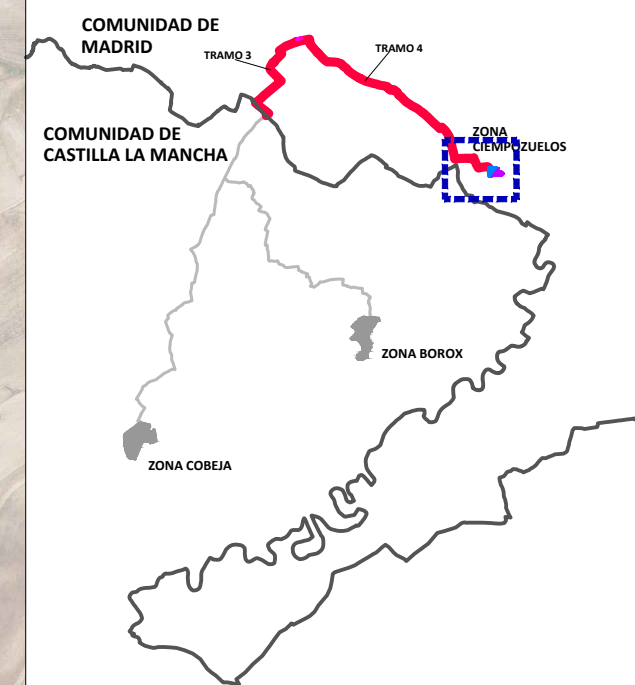 COMUNIDAD DE
MADRID
TRAMO 3
TRAMO 4
ZONA
CIEMPOZUELOS
COMUNIDAD DE
CASTILLA LA MANCHA
ZONA BOROX
ZONA COBEJA